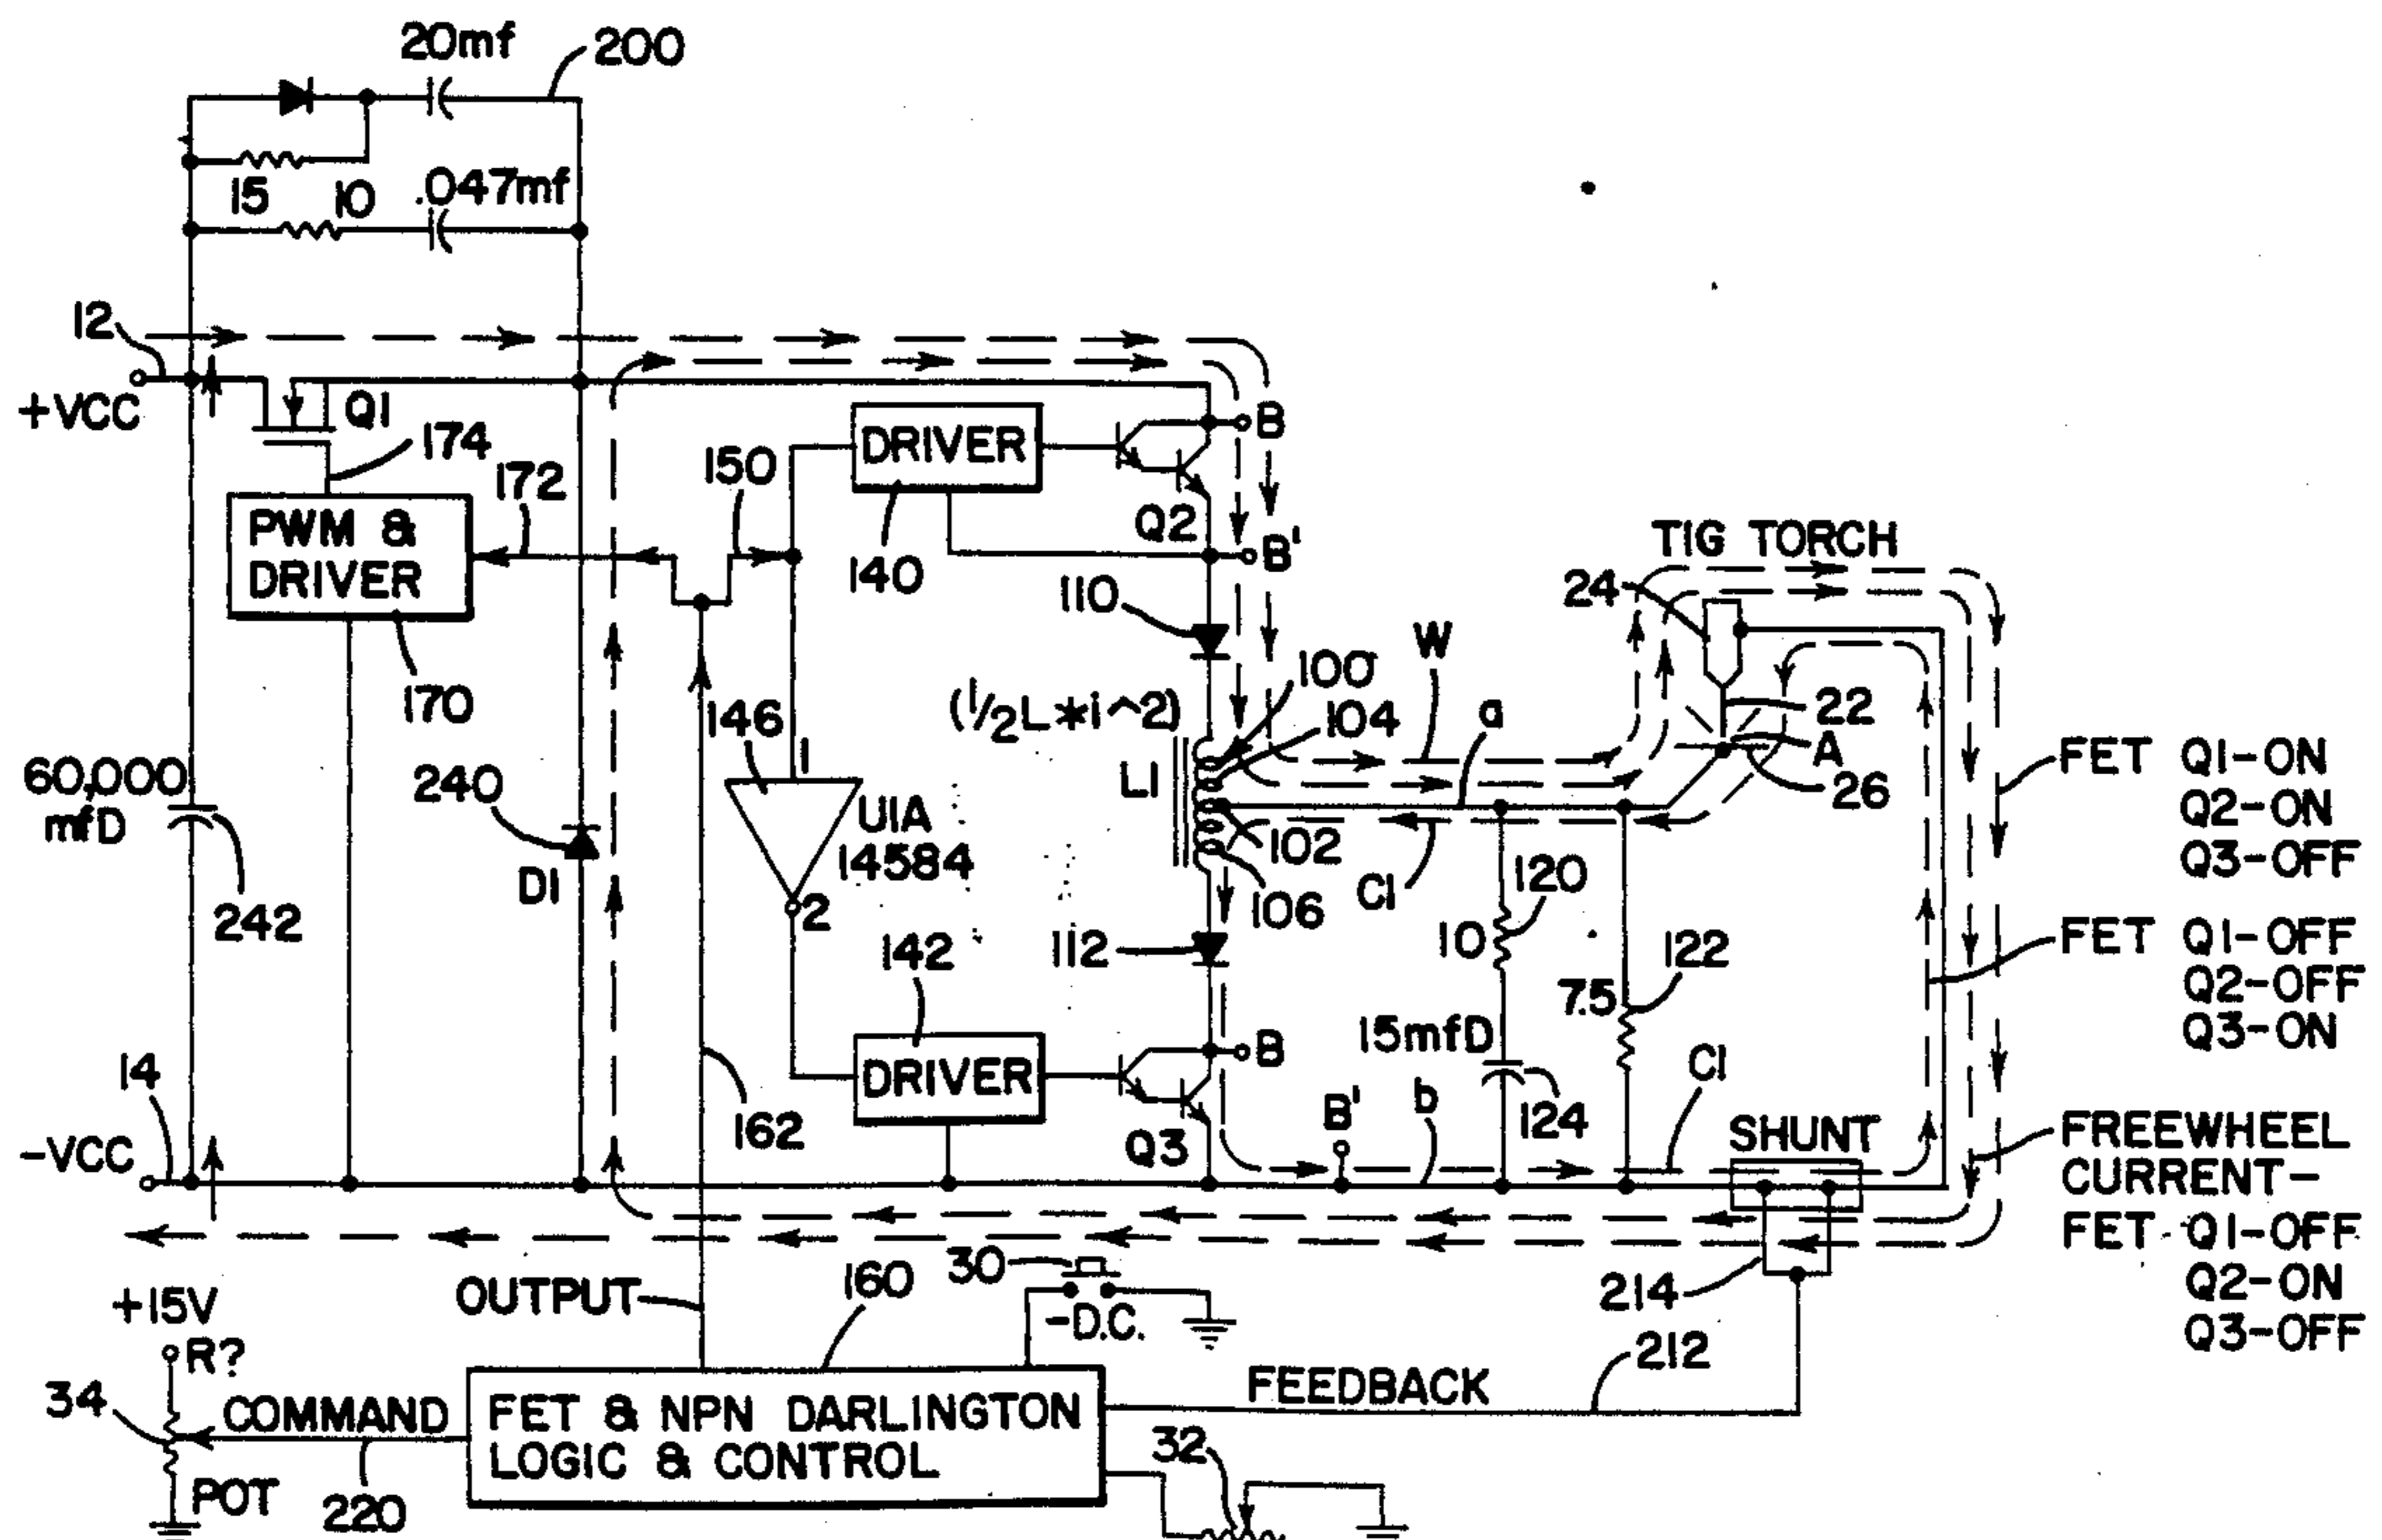 20mf
200
15
10
.047mf
12
+VCC
Q1
174
172
150
DRIVER
140
B
Q2
B'
PWM &
DRIVER
170
110
TIG TORCH
24
W
100
104
(1/2L*i^2)
a
22
A
26
146
1
60,000
mfD
240
L1
U1A
14584
102
242
D1
2
106
C1
120
10
142
112
122
7.5
15mfD
14
DRIVER
B
B'
b
124
C1
-VCC
162
Q3
SHUNT
FET Q1-ON
Q2-ON
Q3-OFF
FET Q1-OFF
Q2-OFF
Q3-ON
FREEWHEEL
CURRENT-
FET Q1-OFF
Q2-ON
Q3-OFF
214
OUTPUT
160
30
-D.C.
212
+15V
R?
34
COMMAND
POT
220
FET & NPN DARLINGTON
LOGIC & CONTROL
FEEDBACK
32